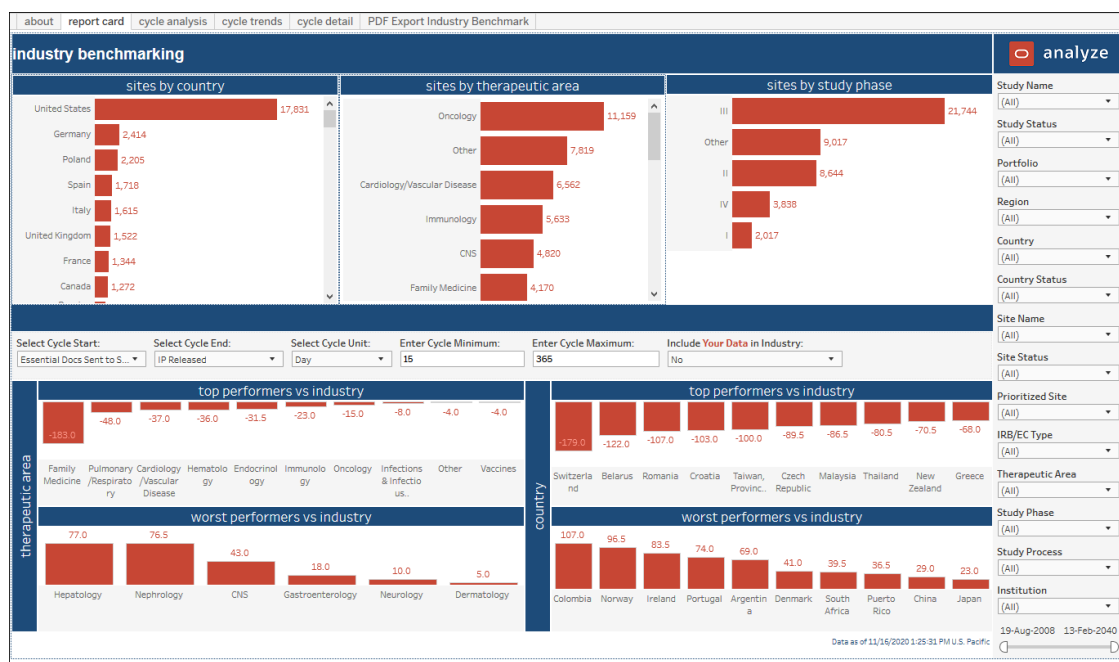 about report card cycle analysis cycle trends cycle detail PDF Export Industry Benchmark
industry benchmarking
analyze
sites by country
United States 17,831
Germany 2,414
Poland 2,205
Spain 1,718
Italy 1,615
United Kingdom 1,522
France 1,344
Canada 1,272
sites by therapeutic area
Oncology 11,159
Other 7,819
Cardiology/Vascular Disease 6,562
Immunology 5,633
CNS 4,820
Family Medicine 4,170
sites by study phase
III 21,744
Other 9,017
II 8,644
IV 3,838
I 2,017
Select Cycle Start: Select Cycle End: Select Cycle Unit: Enter Cycle Minimum: Enter Cycle Maximum: Include Your Data in Industry:
Essential Docs Sent to S... IP Released Day 15 365 No
therapeutic area
top performers vs industry
-183.0 -48.0 -37.0 -36.0 -31.5 -23.0 -15.0 -8.0 -4.0 -4.0
Family Pulmonary Cardiology Hematolo Endocrinol Immunolo Oncology Infections Other Vaccines
Medicine /Respirato /Vascular gy ogy gy & Infectio
ry Disease us..
worst performers vs industry
77.0 76.5 43.0 18.0 10.0 5.0
Hepatology Nephrology CNS Gastroenterology Neurology Dermatology
country
top performers vs industry
-179.0 -122.0 -107.0 -103.0 -100.0 -89.5 -86.5 -80.5 -70.5 -68.0
Switzerla Belarus Romania Croatia Taiwan, Czech Malaysia Thailand New Greece
nd Provinc.. Republic Zealand
worst performers vs industry
107.0 96.5 83.5 74.0 69.0 41.0 39.5 36.5 29.0 23.0
Colombia Norway Ireland Portugal Argentin Denmark South Puerto China Japan
a Africa Rico
Data as of 11/16/2020 1:25:31 PM U.S. Pacific
Study Name
(All)
Study Status
(All)
Portfolio
(All)
Region
(All)
Country
(All)
Country Status
(All)
Site Name
(All)
Site Status
(All)
Prioritized Site
(All)
IRB/EC Type
(All)
Therapeutic Area
(All)
Study Phase
(All)
Study Process
(All)
Institution
(All)
19-Aug-2008 13-Feb-2040